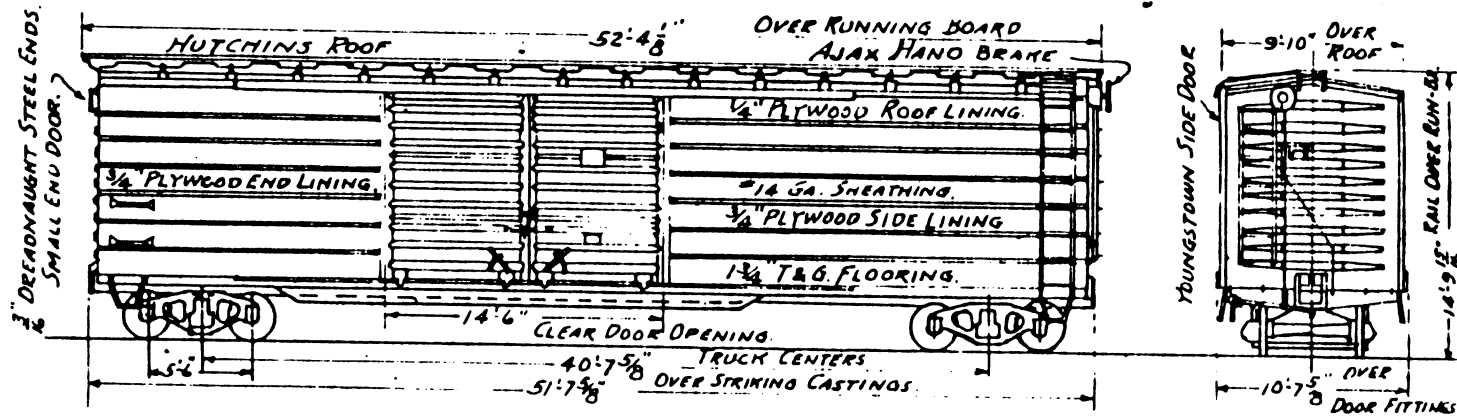 52'-4 1/8"
OVER RUNNING BOARD
HUTCHINS ROOF
AJAX HAND BRAKE
1/4" PLYWOOD ROOF LINING.
3/4" PLYWOOD END LINING.
#14 GA. SHEATHING.
3/4" PLYWOOD SIDE LINING
1 3/4" T&G. FLOORING.
14'-6"
CLEAR DOOR OPENING.
5'-6"
40'-7 5/8" TRUCK CENTERS
51'-7 5/8" OVER STRIKING CASTINGS.
3/16" DREADNAUGHT STEEL ENDS.
SMALL END DOOR.
YOUNGSTOWN SIDE DOOR
9'-10" OVER
ROOF
RAIL OVER RUN-BD.
10'-7 5/8" OVER
DOOR FITTINGS